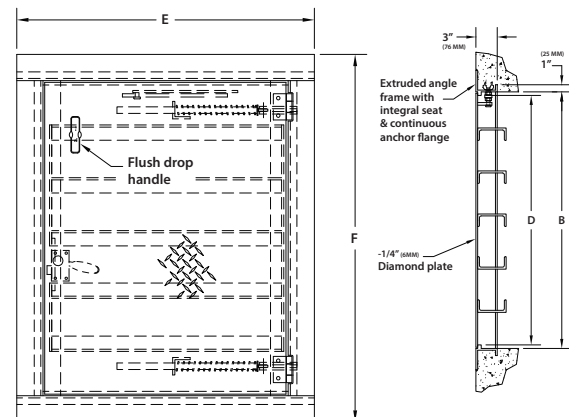 E
3”
(76 MM)
(25 MM)
1”
Extruded angle
frame with
integral seat
& continuous
anchor flange
Flush drop
handle
F
D
B
-1/4” (6MM)
Diamond plate